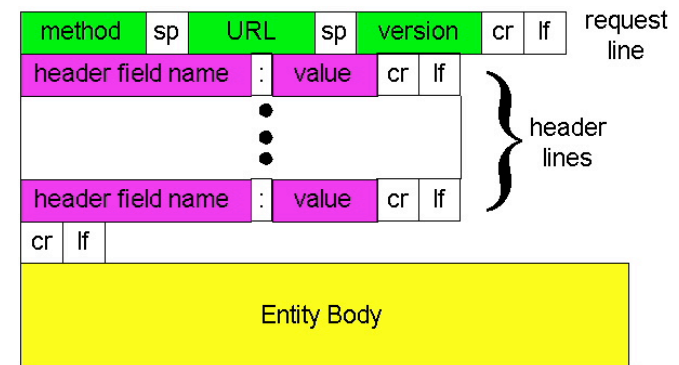 method sp URL sp version cr lf request line
header field name : value cr lf
header lines
header field name : value cr lf
cr lf
Entity Body